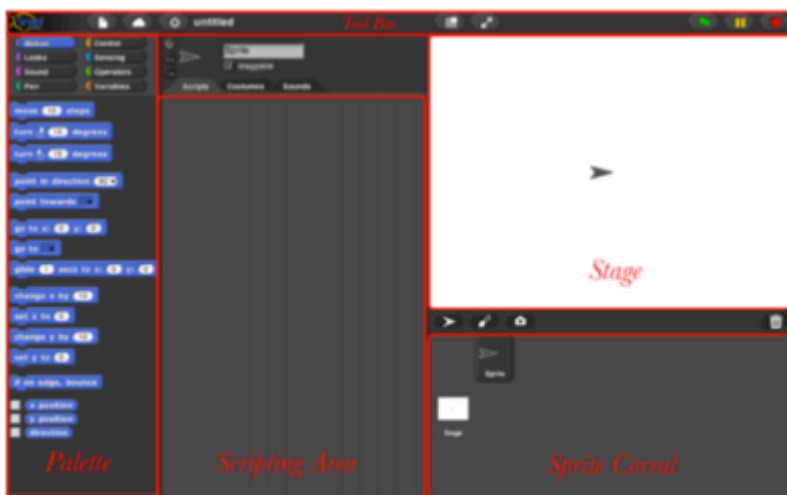 Snap!
untitled
Tool Bar
Motion Control
Looks Sensing
Sound Operators
Pen Variables
Sprite
draggable
Scripts Costumes Sounds
move 10 steps
turn 15 degrees
turn 15 degrees
point in direction 90
point towards
go to x: 0 y: 0
go to
glide 1 secs to x: 0 y: 0
change x by 10
set x to 0
change y by 10
set y to 0
if on edge, bounce
x position
y position
direction
Palette
Scripting Area
Stage
Sprite
Stage
Sprite Corral